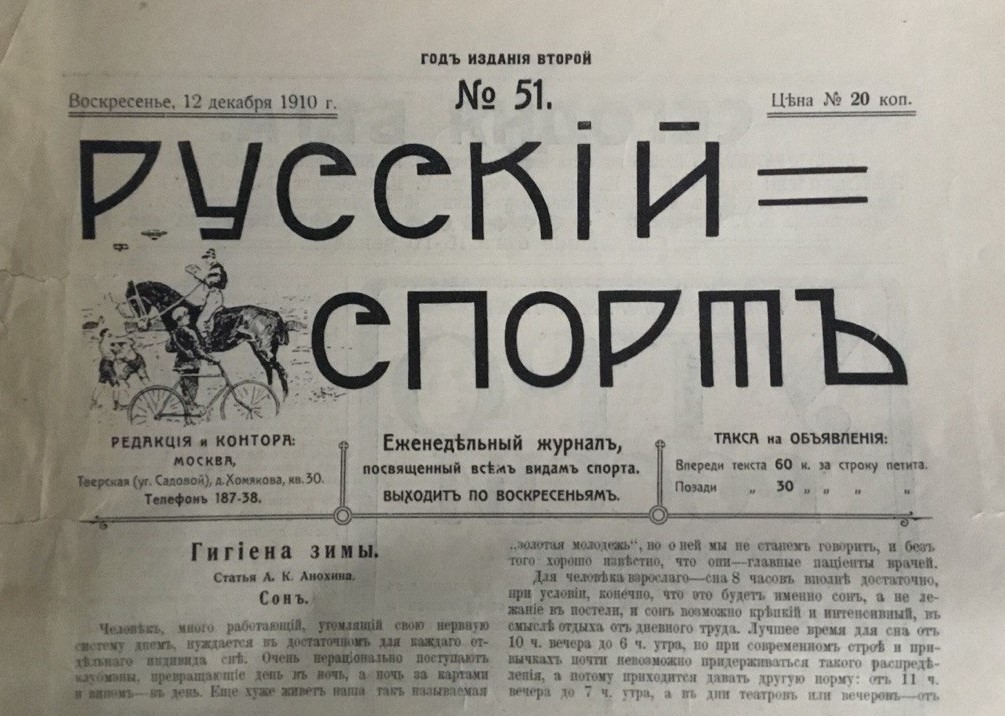 ГОДЪ ИЗДАНІЯ ВТОРОЙ
Воскресенье, 12 декабря 1910 г.
№ 51.
Цѣна № 20 коп.
РУССКІЙ
СПОРТЪ
РЕДАКЦІЯ и КОНТОРА:
МОСКВА,
Тверская (уг. Садовой), д. Хомякова, кв. 30.
Телефонъ 187-38.
Еженедѣльный журналъ,
посвященный всѣмъ видамъ спорта.
ВЫХОДИТЪ ПО ВОСКРЕСЕНЬЯМЪ.
ТАКСА на ОБЪЯВЛЕНІЯ:
Впереди текста 60 к. за строку петита.
Позади „ 30 „ „ „ „
Гигіена зимы.
Статья А. К. Анохина.
Сонъ.
Человѣкъ, много работающій, утомляющій свою нервную
систему днемъ, нуждается въ достаточномъ для каждаго от-
дѣльнаго индивида снѣ. Очень нераціонально поступаютъ
клубмэны, превращающіе день въ ночь, а ночь за картами
и виномъ—въ день. Еще хуже живетъ наша такъ называемая
„золотая молодежь“, но о ней мы не станемъ говорить, и безъ
того хорошо извѣстно, что они—главные паціенты врачей.
Для человѣка взрослаго—сна 8 часовъ вполнѣ достаточно,
при условіи, конечно, что это будетъ именно сонъ, а не ле-
жаніе въ постели, и сонъ возможно крѣпкій и интенсивный, въ
смыслѣ отдыха отъ дневного труда. Лучшее время для сна отъ
10 ч. вечера до 6 ч. утра, но при современномъ строѣ и при-
вычкахъ почти невозможно придерживаться такого распредѣ-
ленія, а потому приходится давать другую норму: отъ 11 ч.
вечера до 7 ч. утра, а въ дни театровъ или вечеровъ—отъ